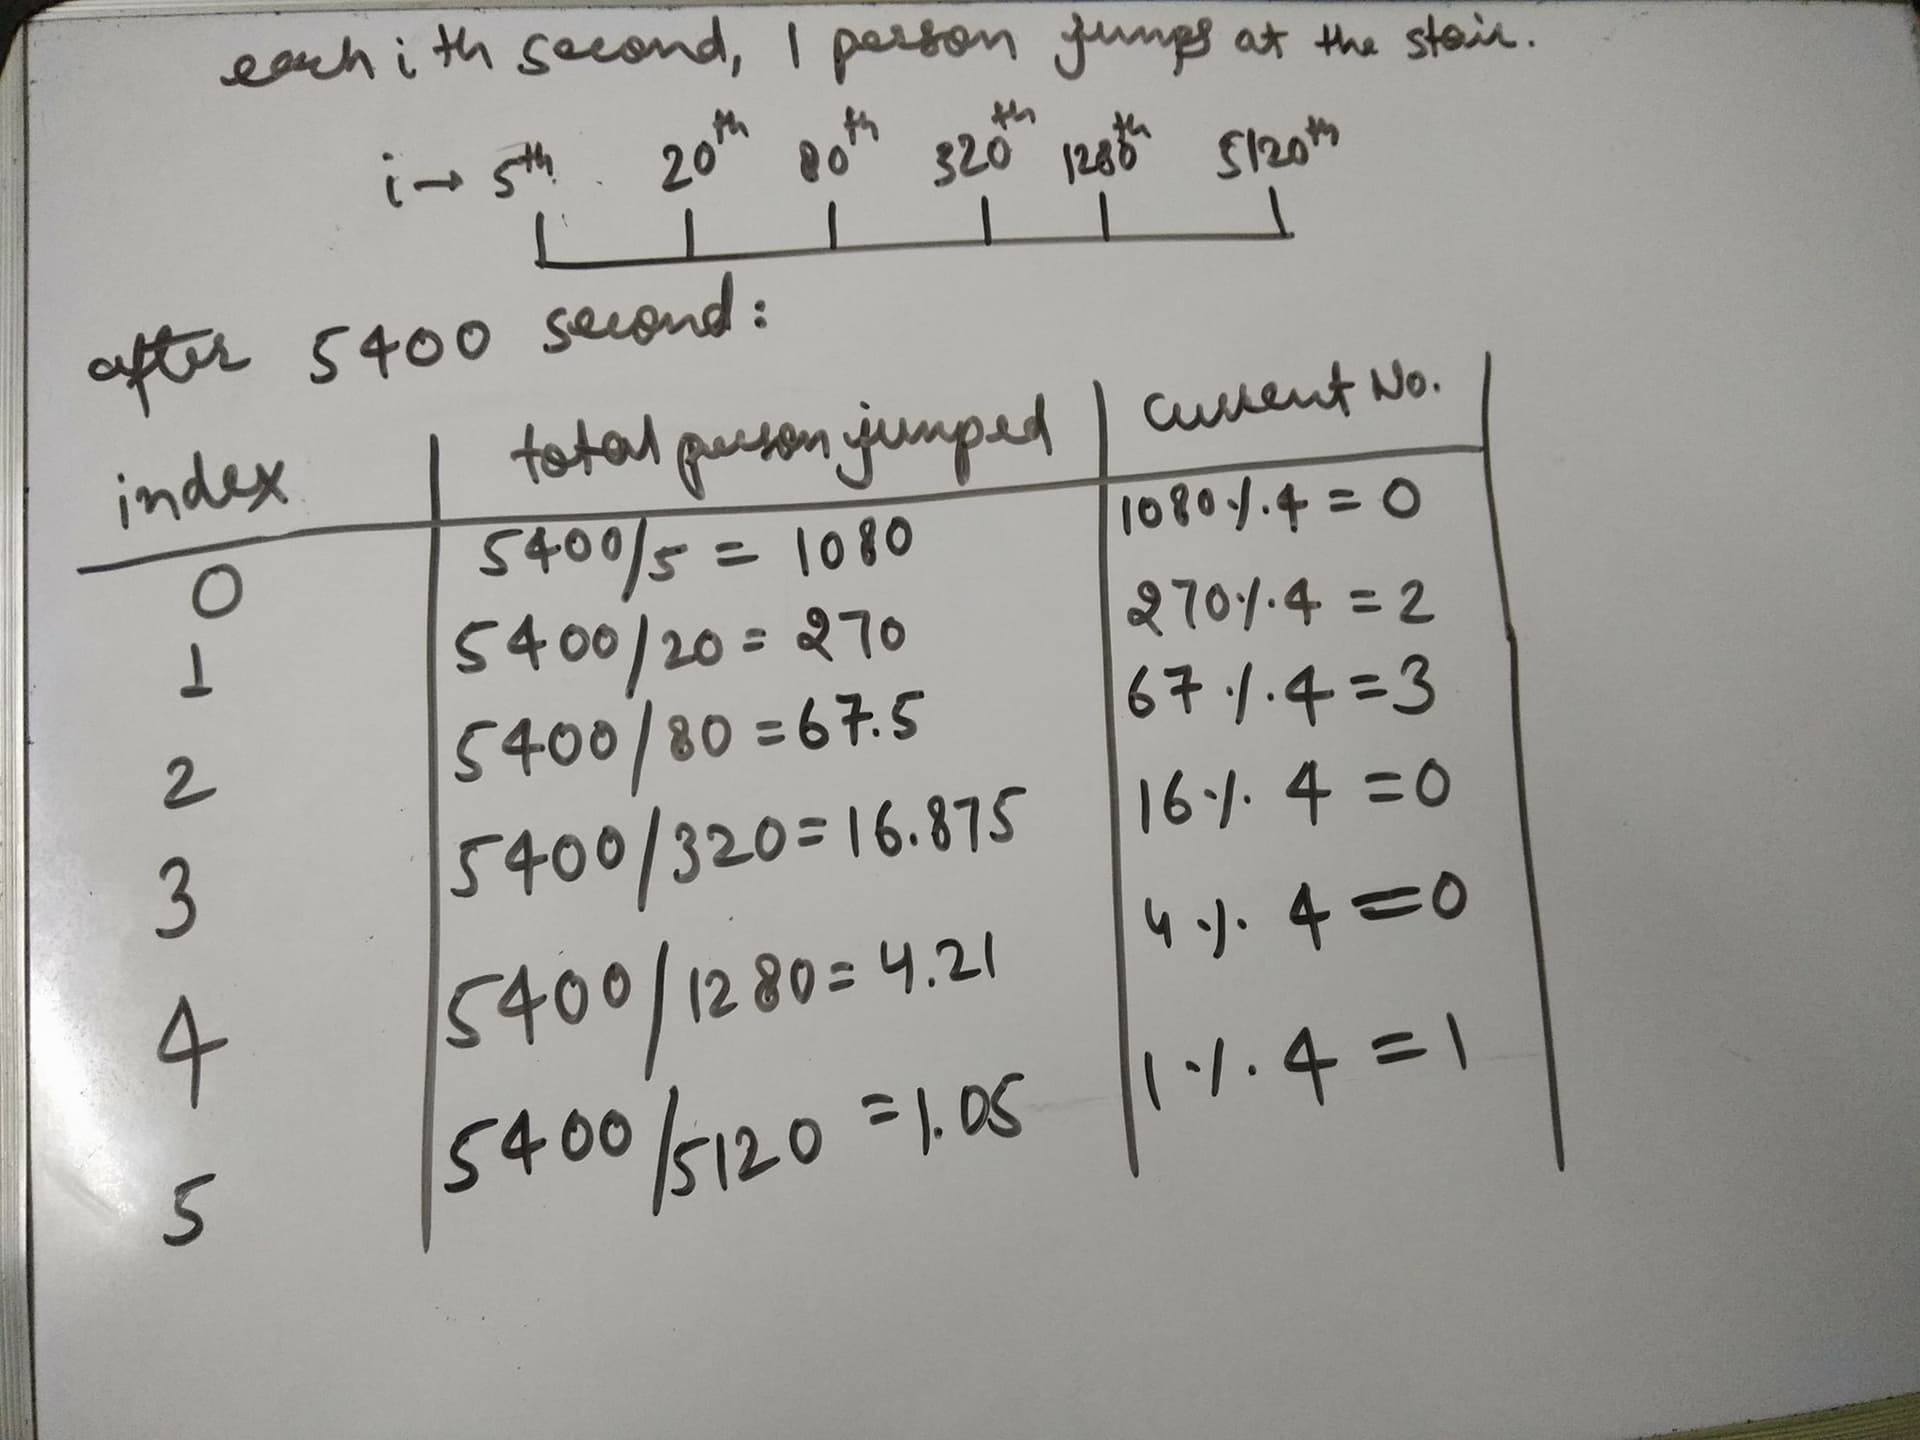 each i th second, 1 person jumps at the stair.
i → 5th 20th 80th 320th 1280th 5120th
after 5400 second:
index total person jumped current No.
0 5400/5 = 1080 1080 % 4 = 0
1 5400/20 = 270 270 % 4 = 2
2 5400/80 = 67.5 67 % 4 = 3
3 5400/320 = 16.875 16 % 4 = 0
4 5400/1280 = 4.21 4 % 4 = 0
5 5400/5120 = 1.05 1 % 4 = 1